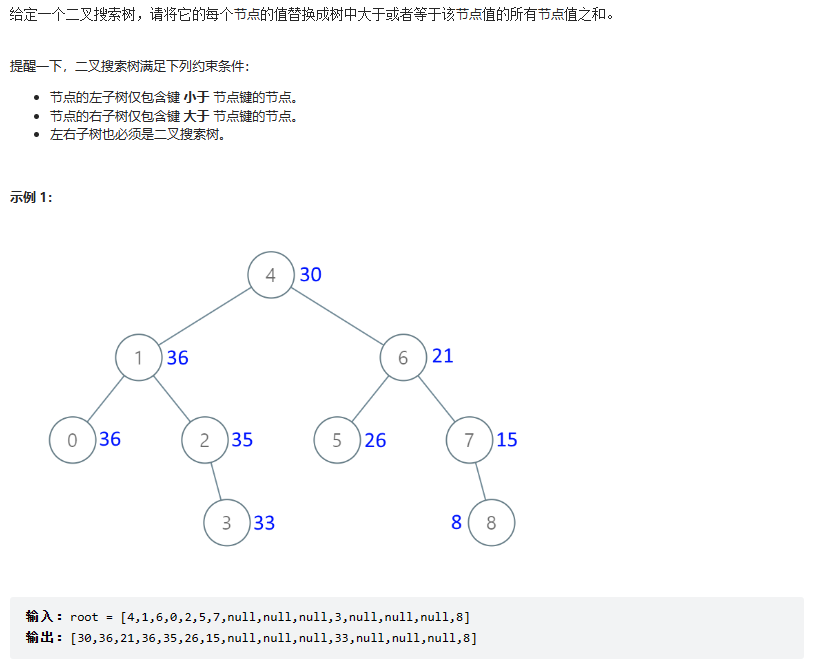 给定一个二叉搜索树，请将它的每个节点的值替换成树中大于或者等于该节点值的所有节点值之和。
提醒一下，二叉搜索树满足下列约束条件：
• 节点的左子树仅包含键 小于 节点键的节点。
• 节点的右子树仅包含键 大于 节点键的节点。
• 左右子树也必须是二叉搜索树。
示例 1：
4 30
1 36 6 21
0 36 2 35 5 26 7 15
3 33 8 8
输入：root = [4,1,6,0,2,5,7,null,null,null,3,null,null,null,8]
输出：[30,36,21,36,35,26,15,null,null,null,33,null,null,null,8]